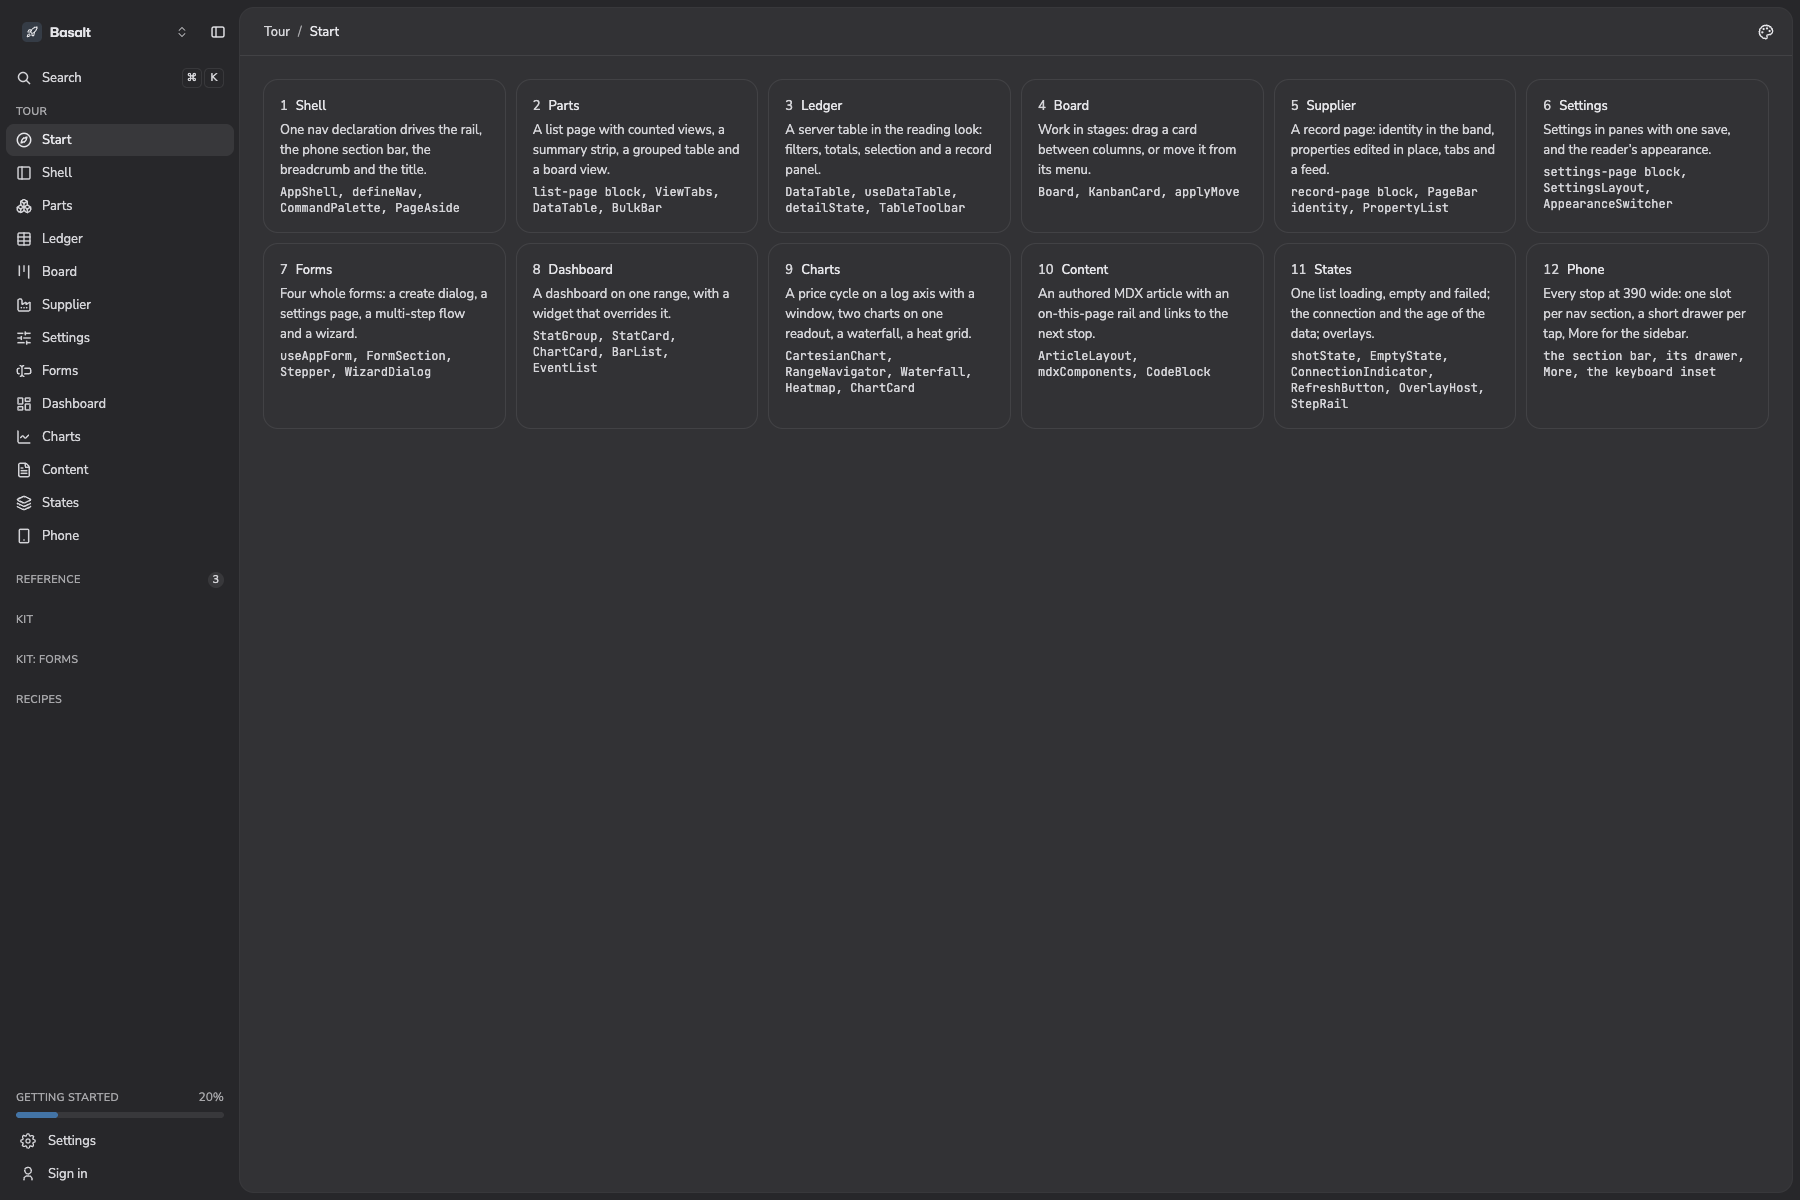 Basalt
Search ⌘ K
TOUR
Start
Shell
Parts
Ledger
Board
Supplier
Settings
Forms
Dashboard
Charts
Content
States
Phone
REFERENCE 3
KIT
KIT: FORMS
RECIPES
GETTING STARTED 20%
Settings
Sign in
Tour / Start
1 Shell
One nav declaration drives the rail,
the phone section bar, the
breadcrumb and the title.
AppShell, defineNav,
CommandPalette, PageAside
2 Parts
A list page with counted views, a
summary strip, a grouped table and
a board view.
list-page block, ViewTabs,
DataTable, BulkBar
3 Ledger
A server table in the reading look:
filters, totals, selection and a record
panel.
DataTable, useDataTable,
detailState, TableToolbar
4 Board
Work in stages: drag a card
between columns, or move it from
its menu.
Board, KanbanCard, applyMove
5 Supplier
A record page: identity in the band,
properties edited in place, tabs and
a feed.
record-page block, PageBar
identity, PropertyList
6 Settings
Settings in panes with one save,
and the reader’s appearance.
settings-page block,
SettingsLayout,
AppearanceSwitcher
7 Forms
Four whole forms: a create dialog, a
settings page, a multi-step flow
and a wizard.
useAppForm, FormSection,
Stepper, WizardDialog
8 Dashboard
A dashboard on one range, with a
widget that overrides it.
StatGroup, StatCard,
ChartCard, BarList,
EventList
9 Charts
A price cycle on a log axis with a
window, two charts on one
readout, a waterfall, a heat grid.
CartesianChart,
RangeNavigator, Waterfall,
Heatmap, ChartCard
10 Content
An authored MDX article with an
on-this-page rail and links to the
next stop.
ArticleLayout,
mdxComponents, CodeBlock
11 States
One list loading, empty and failed;
the connection and the age of the
data; overlays.
shotState, EmptyState,
ConnectionIndicator,
RefreshButton, OverlayHost,
StepRail
12 Phone
Every stop at 390 wide: one slot
per nav section, a short drawer per
tap, More for the sidebar.
the section bar, its drawer,
More, the keyboard inset